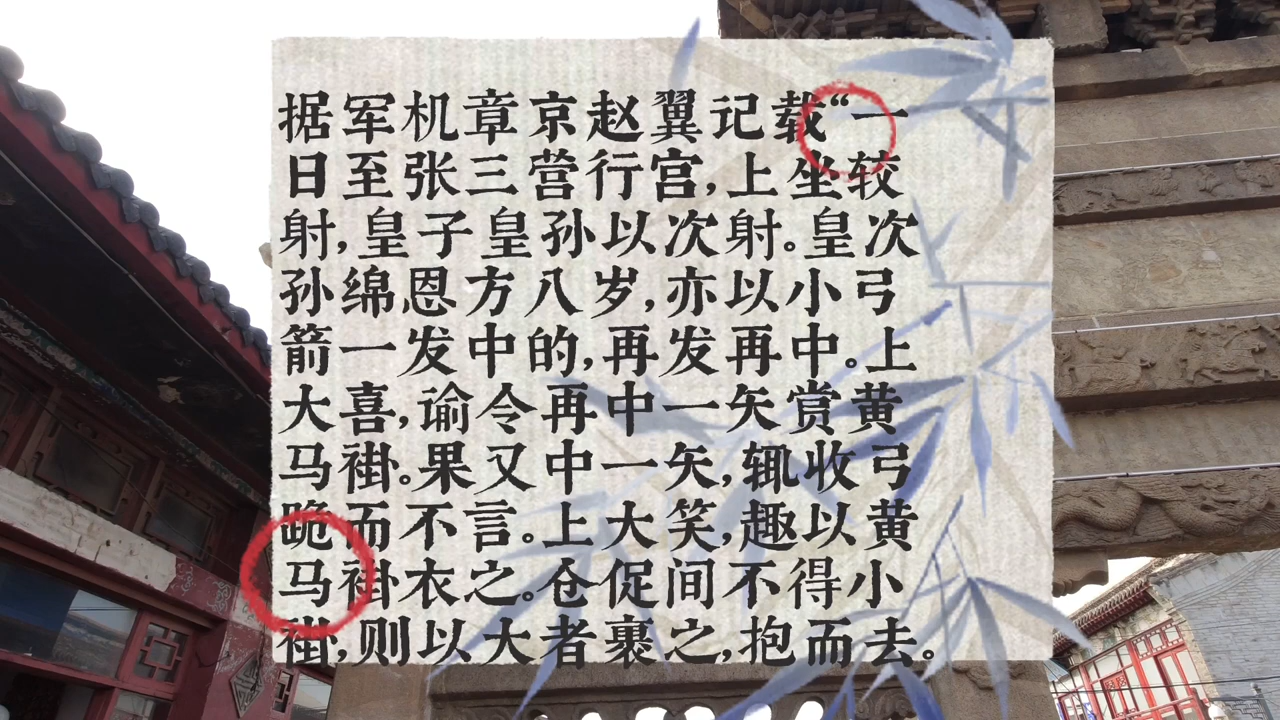 据军机章京赵翼记载“一
日至张三营行宫,上坐较
射,皇子皇孙以次射。皇次
孙绵恩方八岁,亦以小弓
箭一发中的,再发再中。上
大喜,谕令再中一矢赏黄
马褂。果又中一矢,辄收弓
跪而不言。上大笑,趣以黄
马褂衣之。仓促间不得小
褂,则以大者裹之,抱而去。